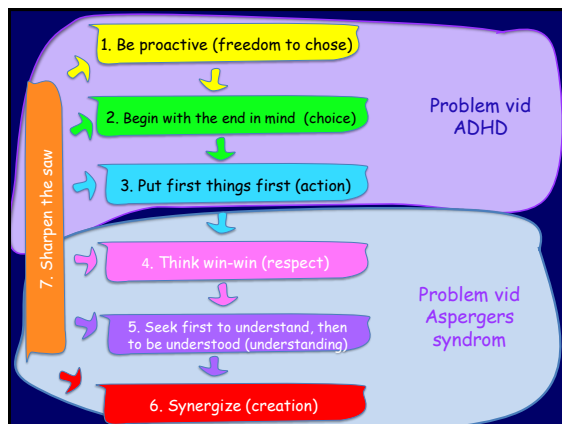 1. Be proactive (freedom to chose)
2. Begin with the end in mind (choice)
3. Put first things first (action)
Problem vid
ADHD
7. Sharpen the saw
4. Think win-win (respect)
5. Seek first to understand, then
to be understood (understanding)
6. Synergize (creation)
Problem vid
Aspergers
syndrom